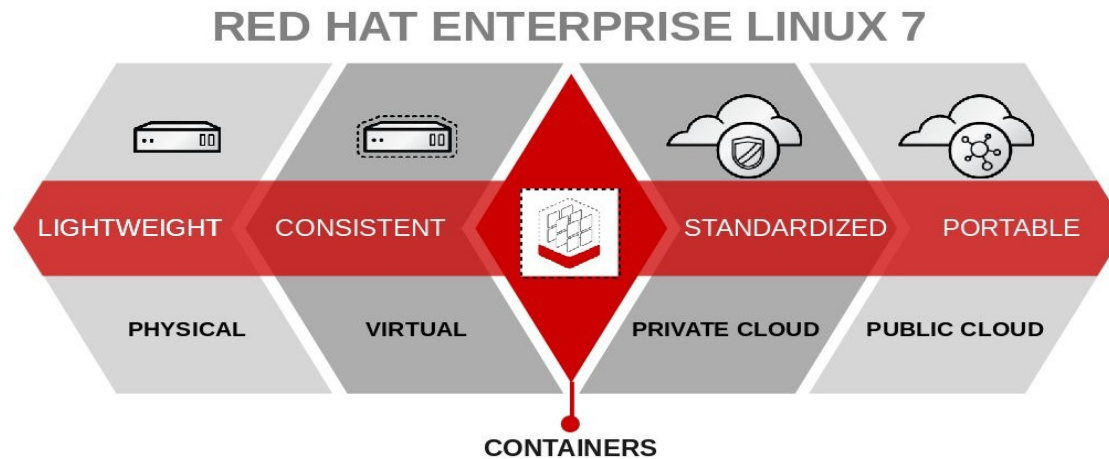 RED HAT ENTERPRISE LINUX 7
LIGHTWEIGHT CONSISTENT STANDARDIZED PORTABLE
PHYSICAL VIRTUAL PRIVATE CLOUD PUBLIC CLOUD
CONTAINERS